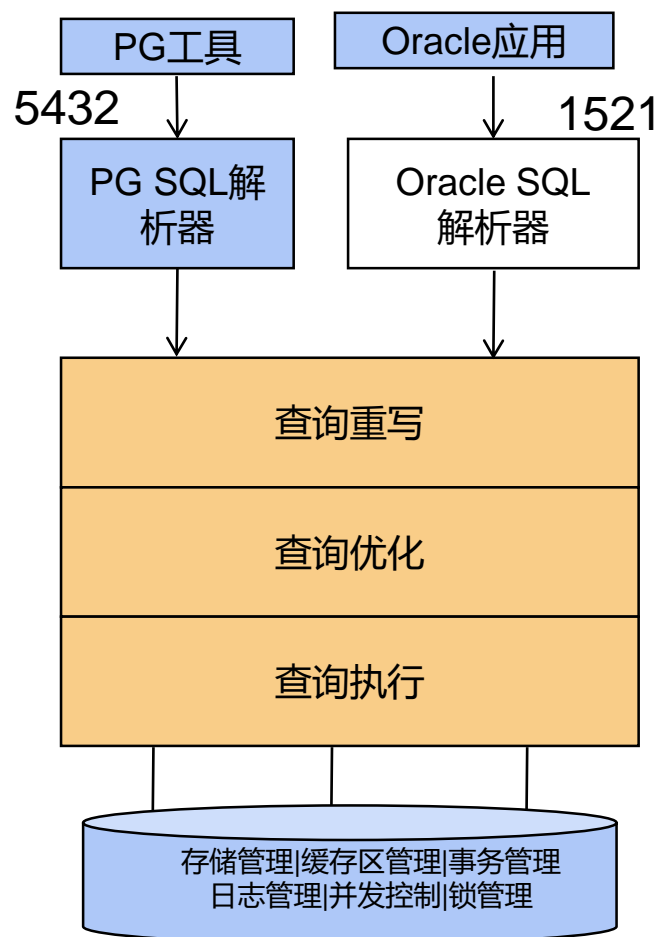 PG工具
Oracle应用
5432
1521
PG SQL解
析器
Oracle SQL
解析器
查询重写
查询优化
查询执行
存储管理|缓存区管理|事务管理
日志管理|并发控制|锁管理